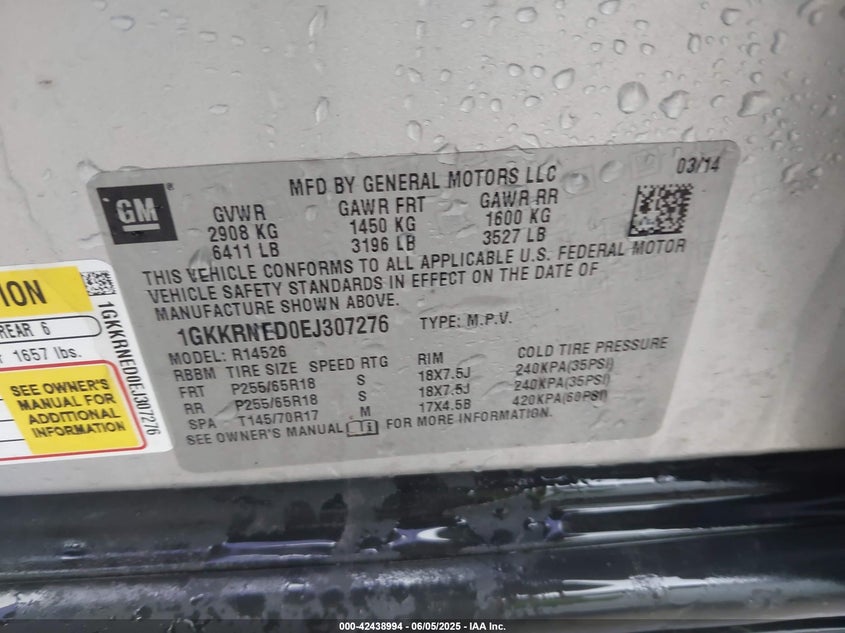 MFD BY GENERAL MOTORS LLC
03/14
GM
®
GVWR GAWR FRT GAWR RR
2908 KG 1450 KG 1600 KG
6411 LB 3196 LB 3527 LB
THIS VEHICLE CONFORMS TO ALL APPLICABLE U.S. FEDERAL MOTOR
VEHICLE SAFETY STANDARDS IN EFFECT ON THE DATE OF
MANUFACTURE SHOWN ABOVE.
1GKKRNED0EJ307276 TYPE: M.P.V.
MODEL: R14526
RBBM TIRE SIZE SPEED RTG RIM COLD TIRE PRESSURE
FRT P255/65R18 S 18X7.5J 240KPA(35PSI)
RR P255/65R18 S 18X7.5J 240KPA(35PSI)
SPA T145/70R17 M 17X4.5B 420KPA(60PSI)
SEE OWNER'S MANUAL FOR MORE INFORMATION.
TION
REAR 6
1657 lbs.
SEE OWNER'S
MANUAL FOR
ADDITIONAL
INFORMATION
1GKKRNED0EJ307276
000-42438994 - 06/05/2025 - IAA Inc.